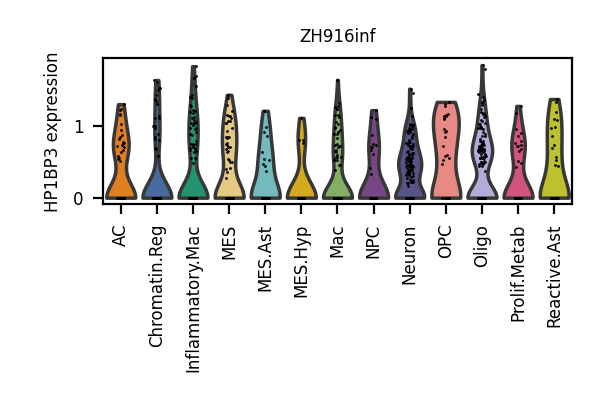 ZH916inf
HP1BP3 expression
1
0
AC
Chromatin.Reg
Inflammatory.Mac
MES
MES.Ast
MES.Hyp
Mac
NPC
Neuron
OPC
Oligo
Prolif.Metab
Reactive.Ast